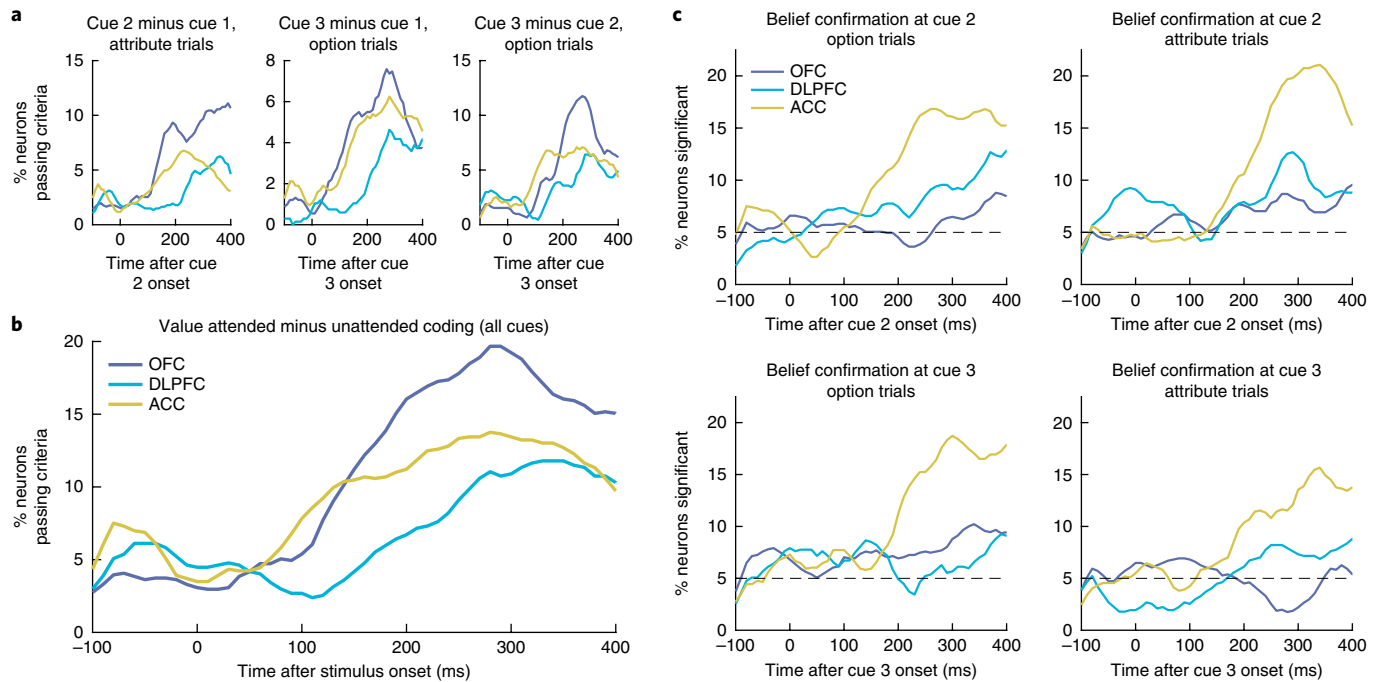 a
Cue 2 minus cue 1,
attribute trials
Cue 3 minus cue 1,
option trials
Cue 3 minus cue 2,
option trials
% neurons
passing criteria
15
10
5
0
0 200 400
Time after cue
2 onset
8
6
4
2
0
0 200 400
Time after cue
3 onset
15
10
5
0
0 200 400
Time after cue
3 onset
b
Value attended minus unattended coding (all cues)
% neurons
passing criteria
20
15
10
5
0
OFC
DLPFC
ACC
−100 0 100 200 300 400
Time after stimulus onset (ms)
c
Belief confirmation at cue 2
option trials
% neurons significant
20
15
10
5
0
OFC
DLPFC
ACC
−100 0 100 200 300 400
Time after cue 2 onset (ms)
Belief confirmation at cue 2
attribute trials
20
15
10
5
0
−100 0 100 200 300 400
Time after cue 2 onset (ms)
Belief confirmation at cue 3
option trials
% neurons significant
20
15
10
5
0
−100 0 100 200 300 400
Time after cue 3 onset (ms)
Belief confirmation at cue 3
attribute trials
20
15
10
5
0
−100 0 100 200 300 400
Time after cue 3 onset (ms)